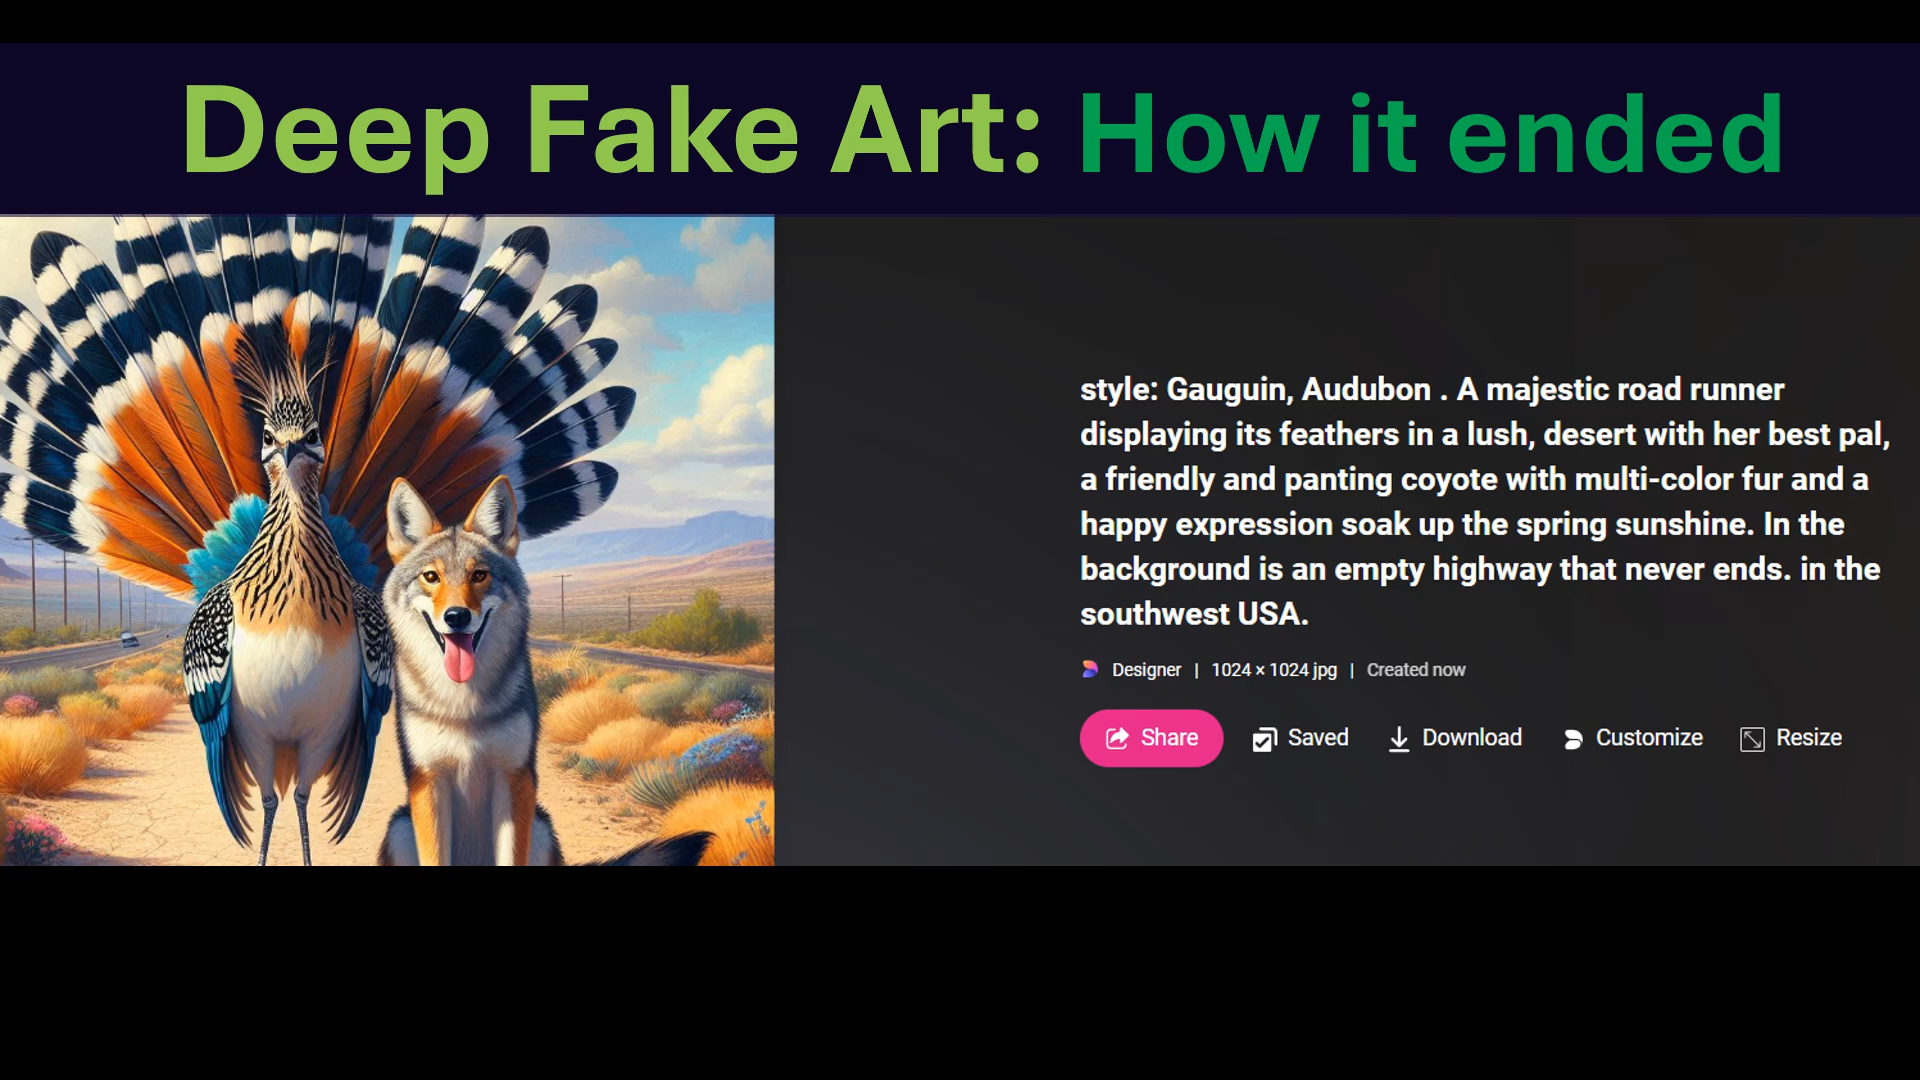 Deep Fake Art: How it ended
style: Gauguin, Audubon . A majestic road runner
displaying its feathers in a lush, desert with her best pal,
a friendly and panting coyote with multi-color fur and a
happy expression soak up the spring sunshine. In the
background is an empty highway that never ends. in the
southwest USA.
Designer | 1024 × 1024 jpg | Created now
Share Saved Download Customize Resize